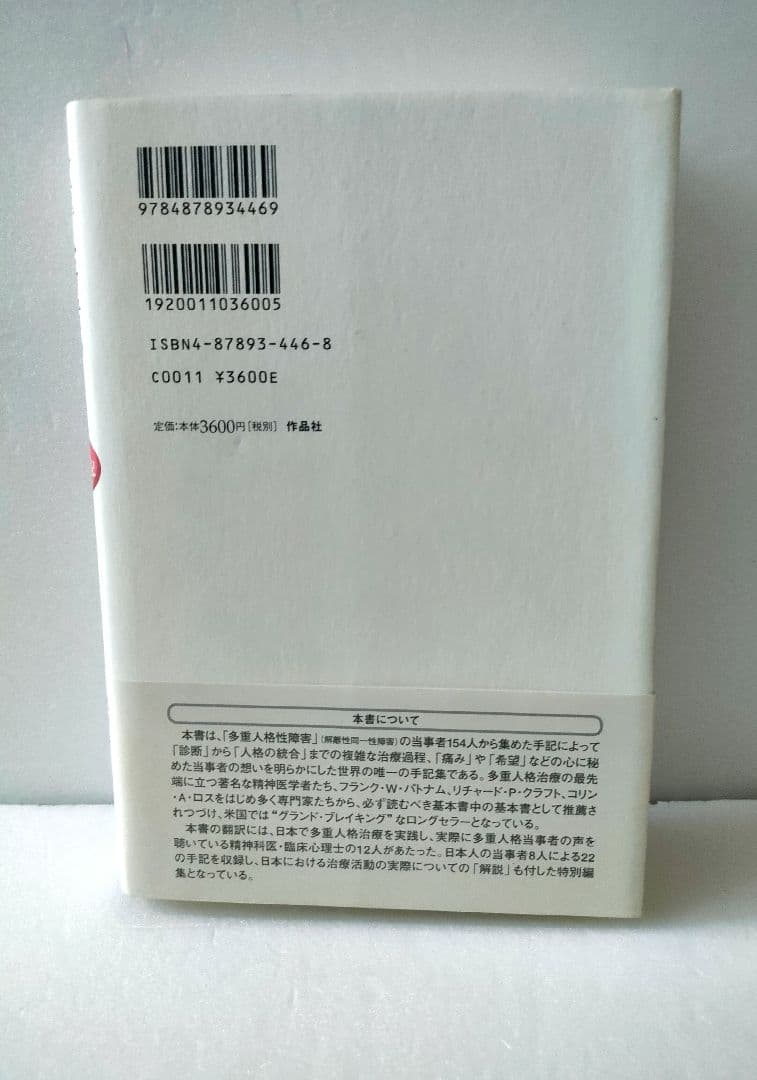 9784878934469
1920011036005
ISBN4-87893-446-8
C0011 ¥3600E
定価:本体3600円[税別] 作品社
本書について
本書は、「多重人格性障害」(解離性同一性障害)の当事者154人から集めた手記によって
「診断」から「人格の統合」までの複雑な治療過程、「痛み」や「希望」などの心に秘
めた当事者の想いを明らかにした世界の唯一の手記集である。多重人格治療の最先
端に立つ著名な精神医学者たち、フランク・W・パトナム、リチャード・P・クラフト、コリン
・A・ロスをはじめ多く専門家たちから、必ず読むべき基本書中の基本書として推薦さ
れつづけ、米国では“グランド・ブレイキング”なロングセラーとなっている。
本書の翻訳には、日本で多重人格治療を実践し、実際に多重人格当事者の声を
聴いている精神科医・臨床心理士の12人があたった。日本人の当事者8人による22
の手記を収録し、日本における治療活動の実際についての「解説」も付した特別編
集となっている。